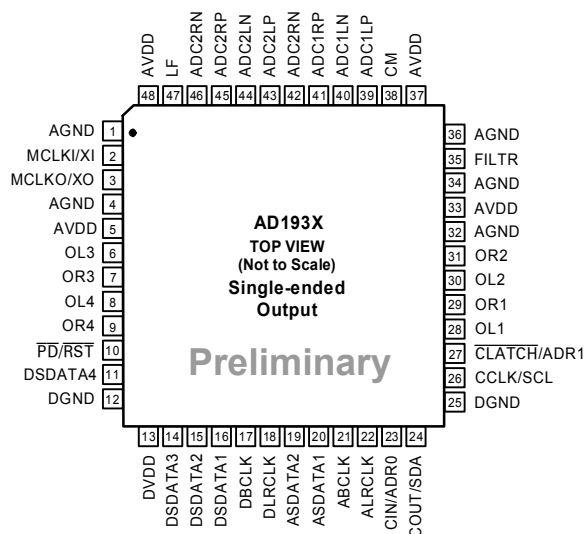 AVDD
LF
ADC2RN
ADC2RP
ADC2LN
ADC2LP
ADC2RN
ADC1RP
ADC1LN
ADC1LP
CM
AVDD
48 47 46 45 44 43 42 41 40 39 38 37
AGND 1
MCLKI/XI 2
MCLKO/XO 3
AGND 4
AVDD 5
OL3 6
OR3 7
OL4 8
OR4 9
PD/RST 10
DSDATA4 11
DGND 12
AD193X
TOP VIEW
(Not to Scale)
Single-ended
Output
Preliminary
36 AGND
35 FILTR
34 AGND
33 AVDD
32 AGND
31 OR2
30 OL2
29 OR1
28 OL1
27 CLATCH/ADR1
26 CCLK/SCL
25 DGND
13 14 15 16 17 18 19 20 21 22 23 24
DVDD
DSDATA3
DSDATA2
DSDATA1
DBCLK
DLRCLK
ASDATA2
ASDATA1
ABCLK
ALRCLK
CIN/ADR0
COUT/SDA